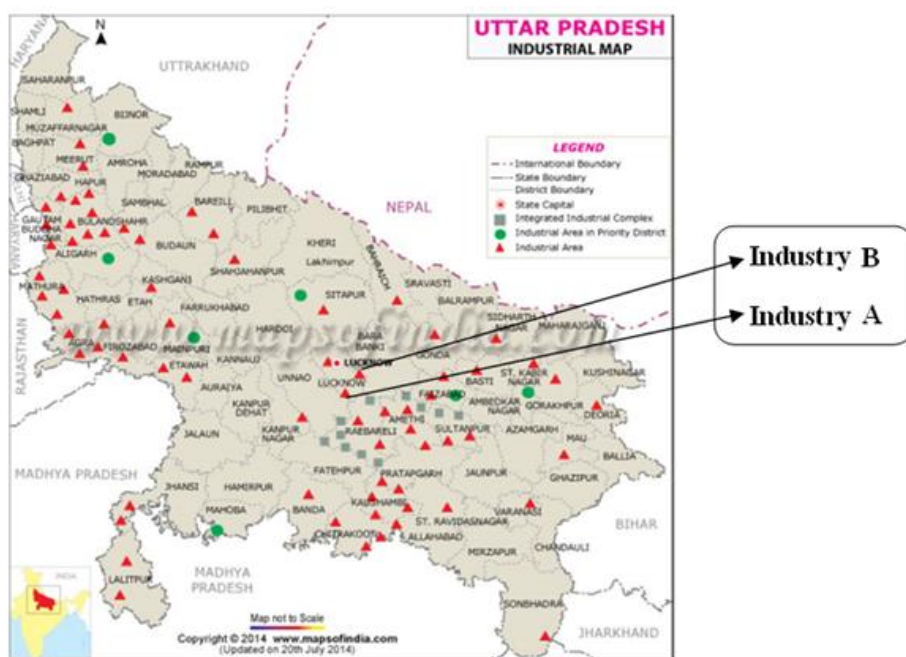 UTTAR PRADESH
INDUSTRIAL MAP
N
HARYANA
UTTRAKHAND
SAHARANPUR
SHAMLI
BIJNOR
MUZAFFARNAGAR
BAGHPAT
MEERUT
AMROHA
RAMPUR
GHAZIABAD
HAPUR
MORADABAD
SAMBHAL
BAREILLY
PILIBHIT
GAUTAM
BUDDHA
NAGAR
BULANDSHAHR
HARYANA
ALIGARH
BUDAUN
KHERI
Lakhimpur
BAHRAICH
SRAVASTI
NEPAL
LEGEND
International Boundary
State Boundary
District Boundary
State Capital
Integrated Industrial Complex
Industrial Area in Priority District
Industrial Area
KASHGANJ
SHAHJAHANPUR
MATHURA
HATHRAS
ETAH
FARRUKHABAD
SITAPUR
BALRAMPUR
SIDHARTH
NAGAR
MAHARAJGANJ
HARDOI
www.mapsofindia.com
RAJASTHAN
AGRA
FIROZABAD
MAINPURI
KANNAUJ
BARA
BANKI
GONDA
LUCKNOW
ETAWAH
UNNAO
LUCKNOW
BASTI
ST. KABIR
NAGAR
KUSHINAGAR
AURAIYA
FAIZABAD
AMBEDKAR
NAGAR
GORAKHPUR
DEORIA
KANPUR
DEHAT
AMETHI
RAEBARELI
SULTANPUR
AZAMGARH
JALAUN
KANPUR
NAGAR
MAU
BALLIA
MADHYA PRADESH
FATEHPUR
PRATAPGARH
JAUNPUR
GHAZIPUR
JHANSI
HAMIRPUR
MAHOBA
BANDA
KAUSHAMBI
VARANASI
BIHAR
CHITRAKOOT
ST. RAVIDASNAGAR
ALLAHABAD
MIRZAPUR
CHANDAULI
LALITPUR
MADHYA
PRADESH
SONBHADRA
JHARKHAND
INDIA
Map not to Scale
Copyright © 2014 www.mapsofindia.com
(Updated on 20th July 2014)
Industry B
Industry A